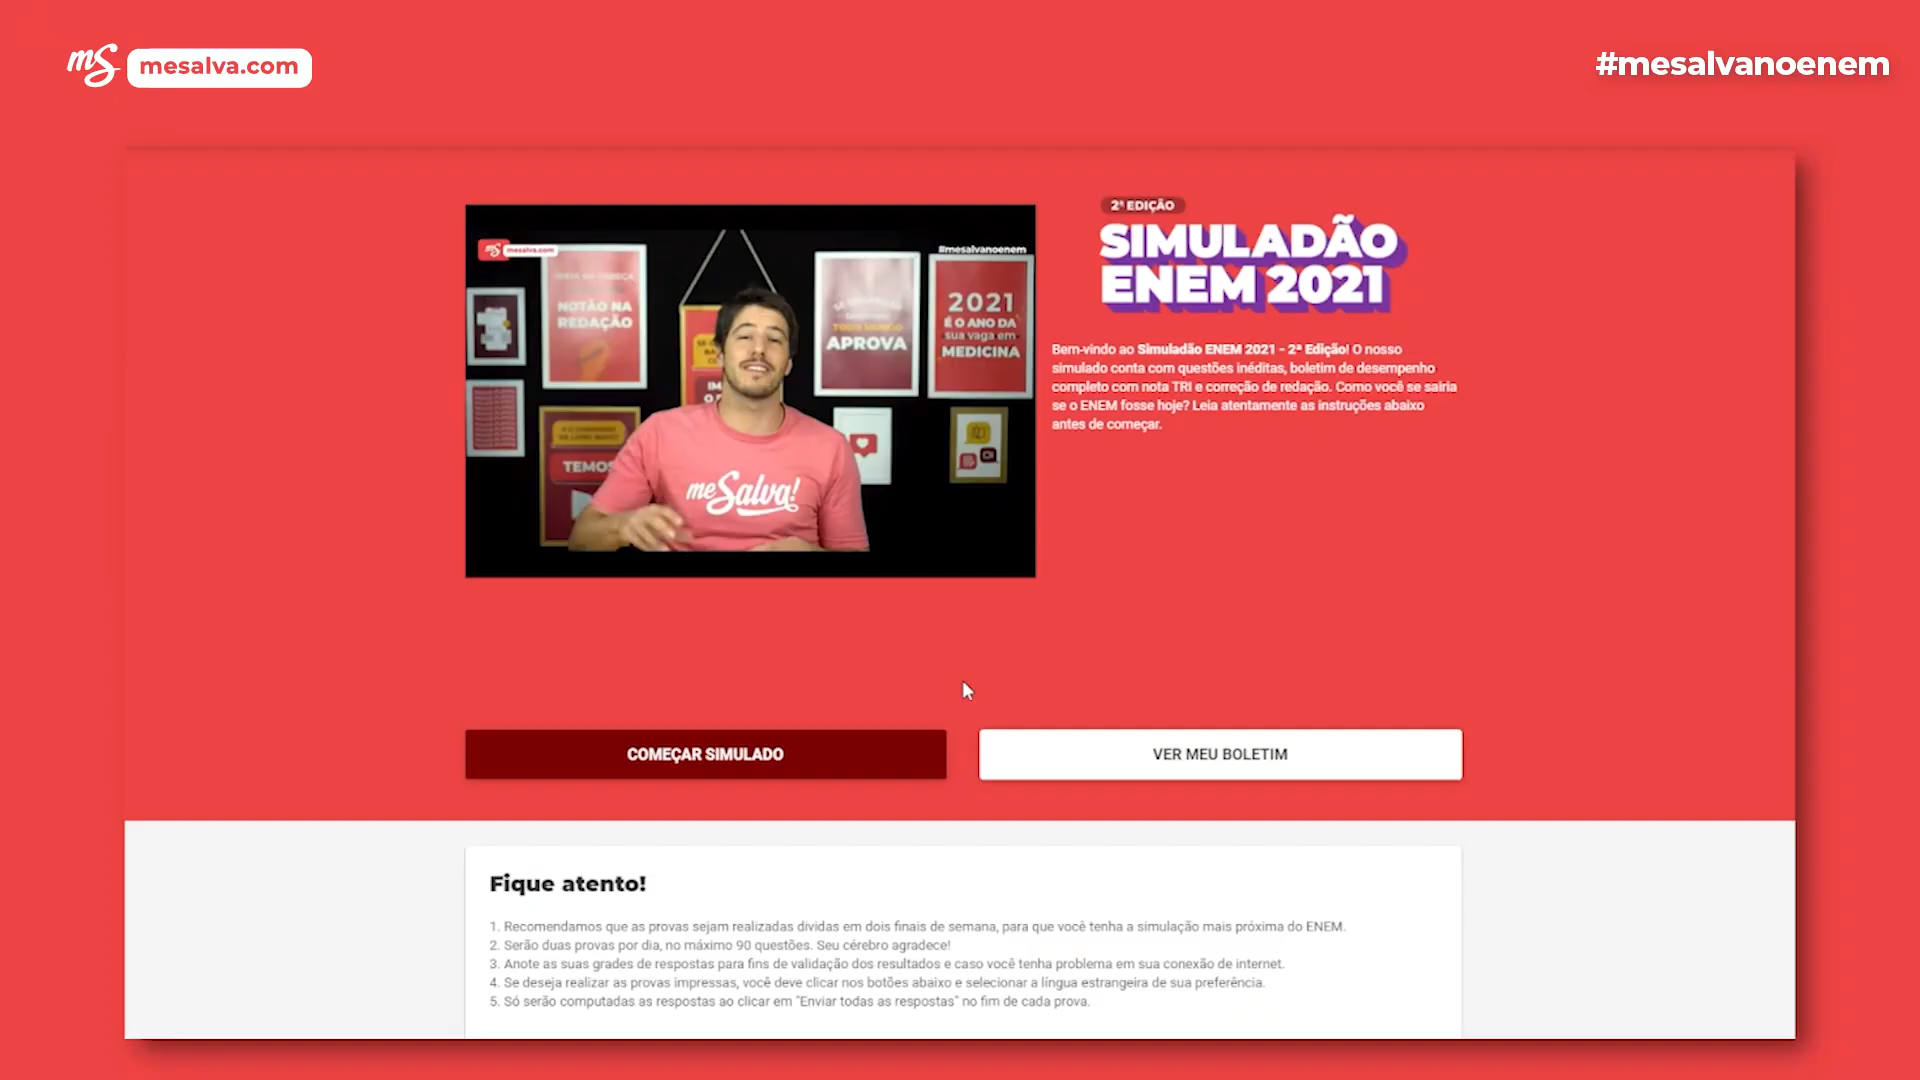 mS mesalva.com
#mesalvanoenem
mS mesalva.com
#mesalvanoenem
NOTÃO NA
REDAÇÃO
TODO MUNDO
APROVA
2021
É O ANO DA
sua vaga em
MEDICINA
TEMOS
me Salva!
2ª EDIÇÃO
SIMULADÃO
ENEM 2021
Bem-vindo ao Simuladão ENEM 2021 - 2ª Edição! O nosso
simulado conta com questões inéditas, boletim de desempenho
completo com nota TRI e correção de redação. Como você se sairia
se o ENEM fosse hoje? Leia atentamente as instruções abaixo
antes de começar.
COMEÇAR SIMULADO
VER MEU BOLETIM
Fique atento!
1. Recomendamos que as provas sejam realizadas dividas em dois finais de semana, para que você tenha a simulação mais próxima do ENEM.
2. Serão duas provas por dia, no máximo 90 questões. Seu cérebro agradece!
3. Anote as suas grades de respostas para fins de validação dos resultados e caso você tenha problema em sua conexão de internet.
4. Se deseja realizar as provas impressas, você deve clicar nos botões abaixo e selecionar a língua estrangeira de sua preferência.
5. Só serão computadas as respostas ao clicar em "Enviar todas as respostas" no fim de cada prova.